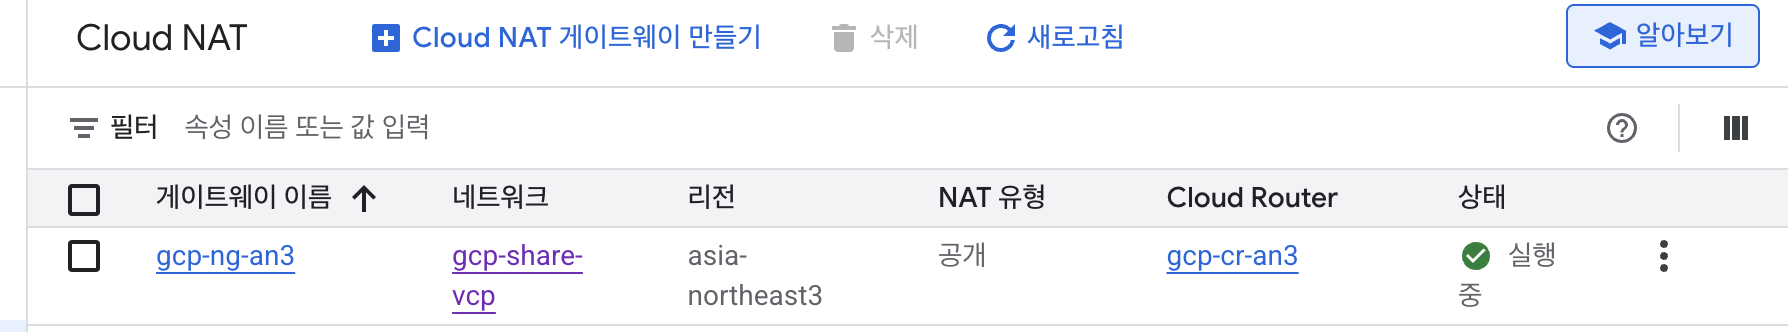 Cloud NAT Cloud NAT 게이트웨이 만들기 삭제 새로고침 알아보기
필터 속성 이름 또는 값 입력
게이트웨이 이름 네트워크 리전 NAT 유형 Cloud Router 상태
gcp-ng-an3 gcp-share- asia- 공개 gcp-cr-an3 실행
vcp northeast3 중